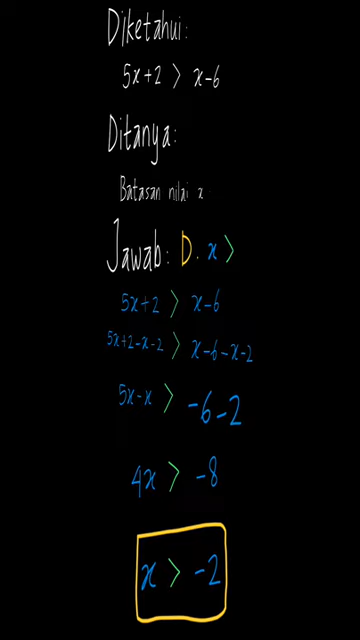 Diketahui:
5x+2 > x-6
Ditanya:
Batasan nilai x.
Jawab: D. x >
5x+2 > x-6
5x+2-x-2 > x-6-x-2
5x-x > -6-2
4x > -8
x > -2